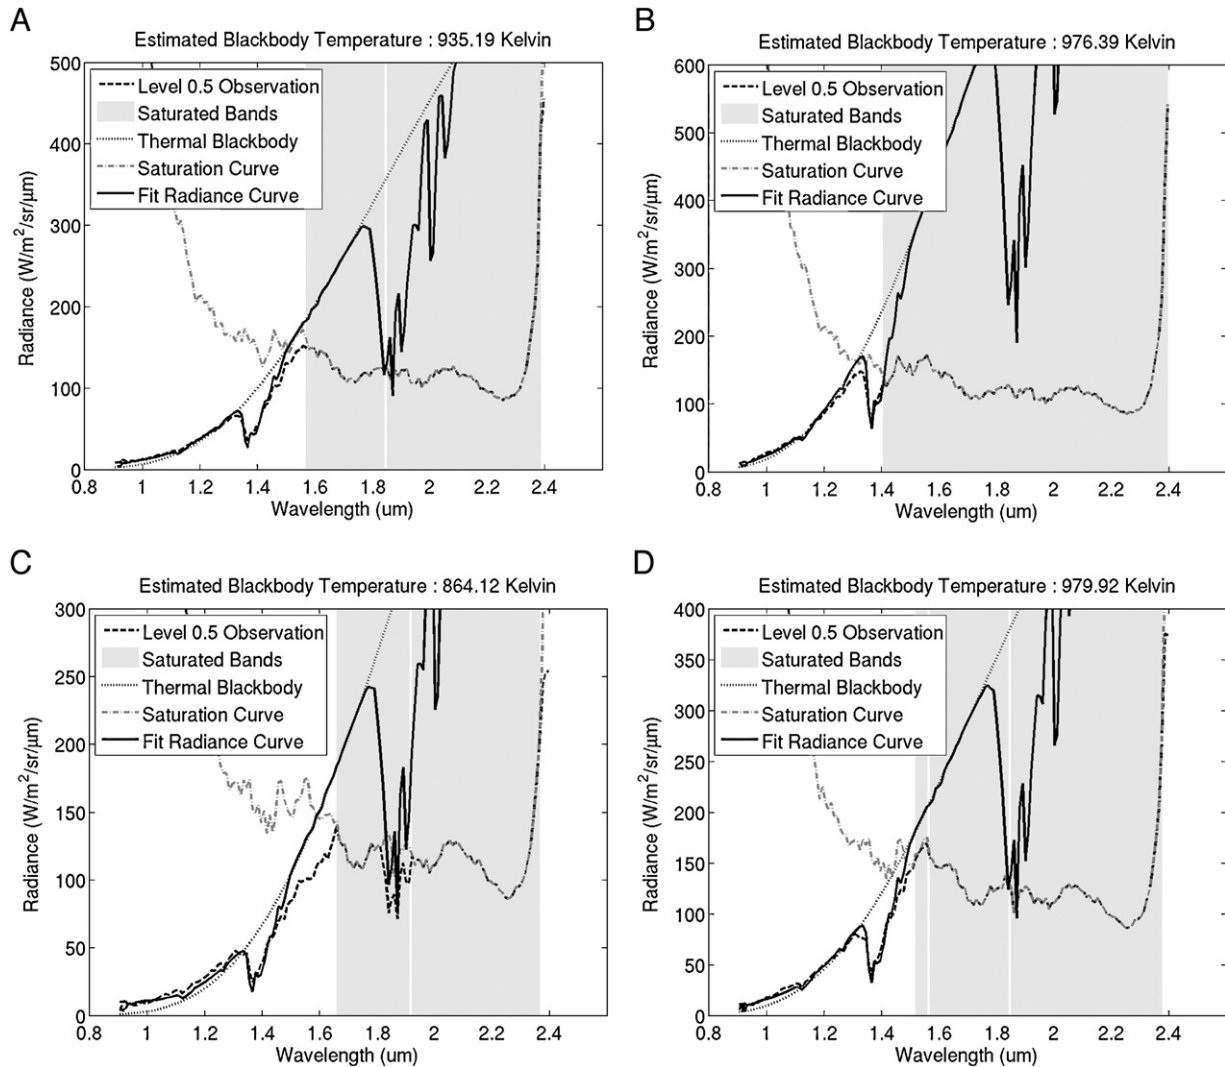 A
Estimated Blackbody Temperature : 935.19 Kelvin
500
400
300
200
100
0
Radiance (W/m²/sr/μm)
Level 0.5 Observation
Saturated Bands
Thermal Blackbody
Saturation Curve
Fit Radiance Curve
0.8 1 1.2 1.4 1.6 1.8 2 2.2 2.4
Wavelength (um)
B
Estimated Blackbody Temperature : 976.39 Kelvin
600
500
400
300
200
100
0
Radiance (W/m²/sr/μm)
Level 0.5 Observation
Saturated Bands
Thermal Blackbody
Saturation Curve
Fit Radiance Curve
0.8 1 1.2 1.4 1.6 1.8 2 2.2 2.4
Wavelength (um)
C
Estimated Blackbody Temperature : 864.12 Kelvin
300
250
200
150
100
50
0
Radiance (W/m²/sr/μm)
Level 0.5 Observation
Saturated Bands
Thermal Blackbody
Saturation Curve
Fit Radiance Curve
0.8 1 1.2 1.4 1.6 1.8 2 2.2 2.4
Wavelength (um)
D
Estimated Blackbody Temperature : 979.92 Kelvin
400
350
300
250
200
150
100
50
0
Radiance (W/m²/sr/μm)
Level 0.5 Observation
Saturated Bands
Thermal Blackbody
Saturation Curve
Fit Radiance Curve
0.8 1 1.2 1.4 1.6 1.8 2 2.2 2.4
Wavelength (um)